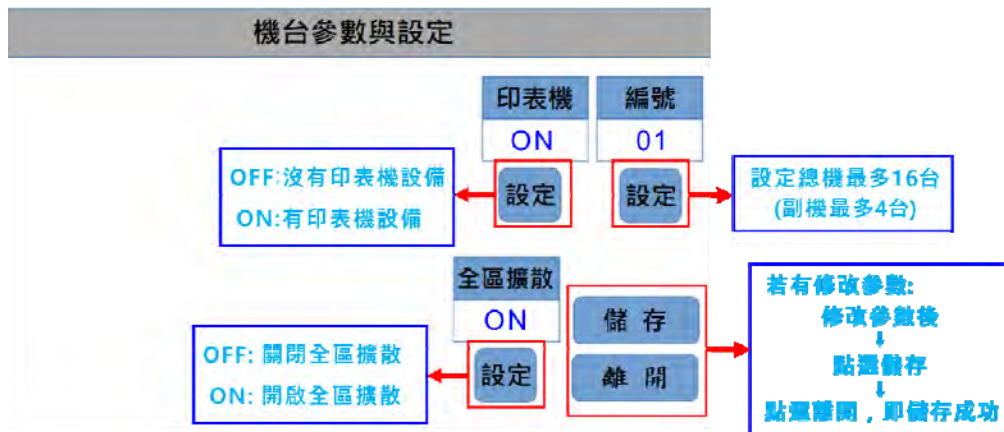 機台參數與設定
印表機
編號
ON
01
設定
設定
OFF:沒有印表機設備
ON:有印表機設備
設定總機最多16台
(副機最多4台)
全區擴散
ON
設定
儲 存
離 開
OFF: 關閉全區擴散
ON: 開啟全區擴散
若有修改參數:
修改參數後
↓
點選儲存
↓
點選離開，即儲存成功